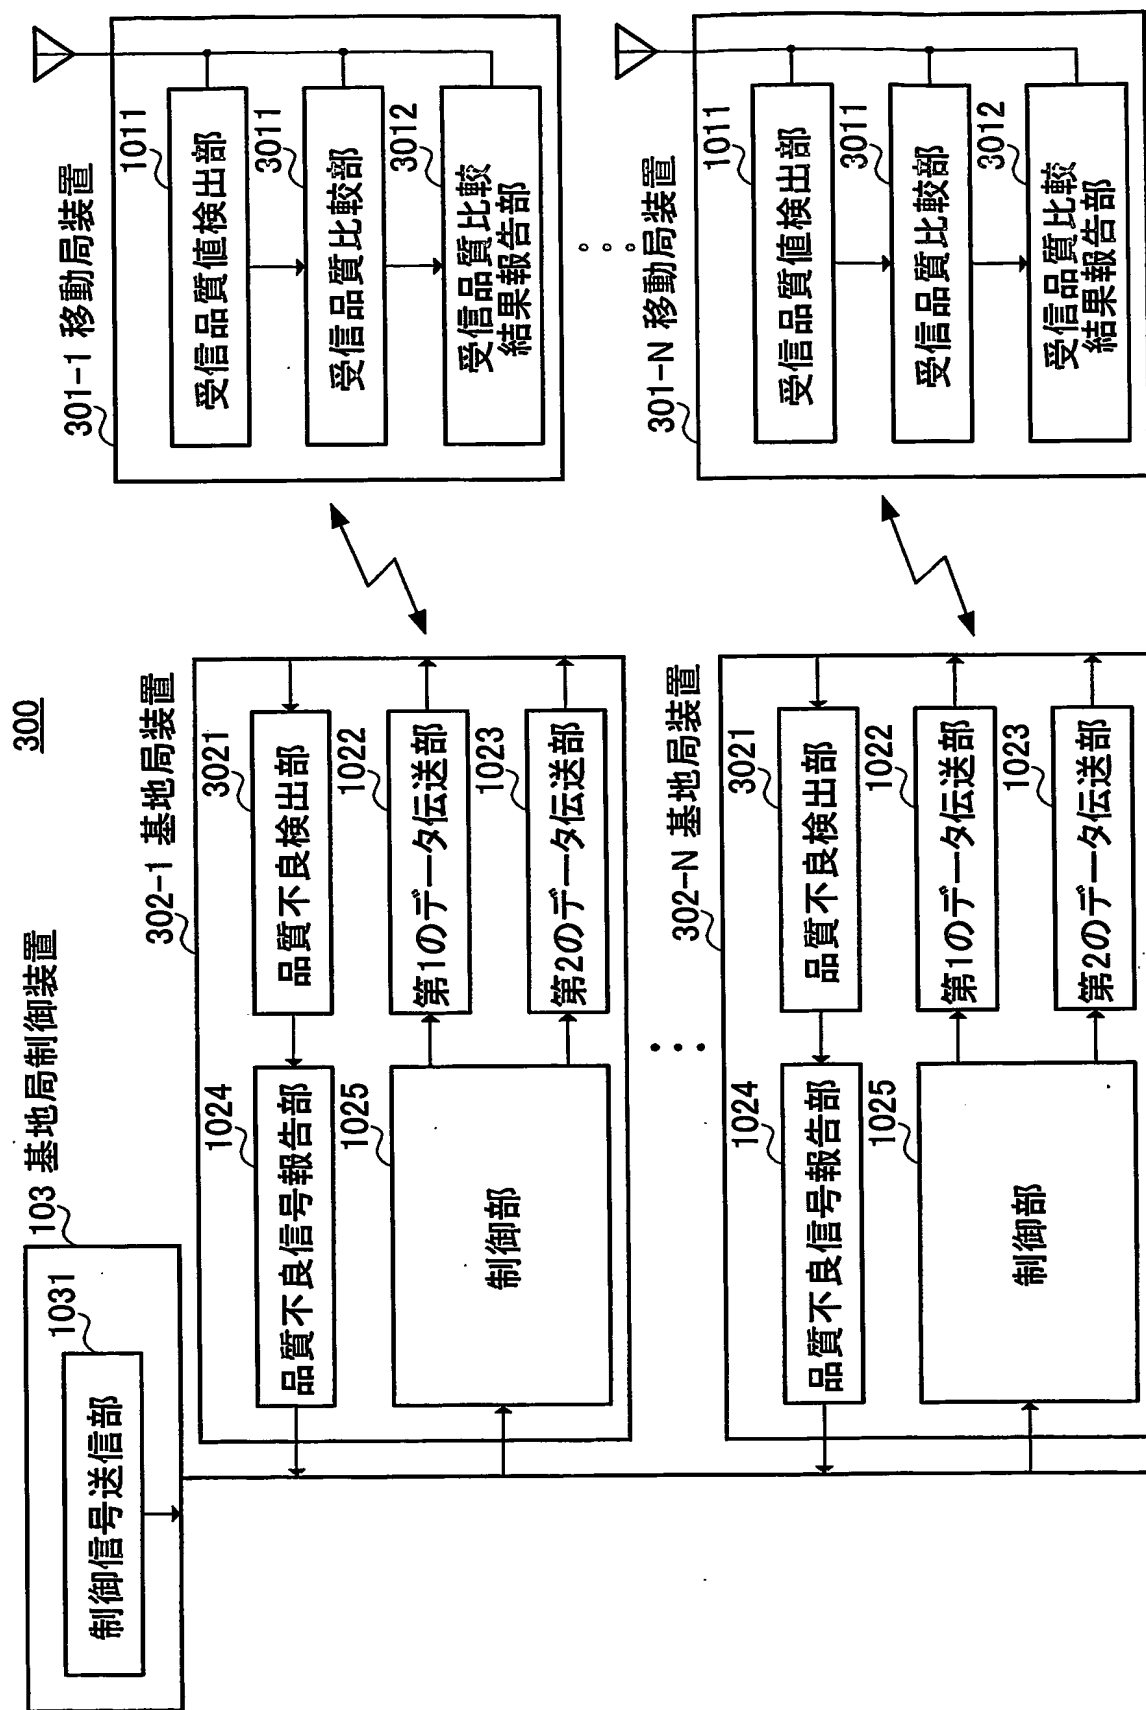 300
103 基地局制御装置
1031
制御信号送信部
302-1 基地局装置
1024
品質不良信号報告部
3021
品質不良検出部
1025
制御部
1022
第1のデータ伝送部
1023
第2のデータ伝送部
302-N 基地局装置
1024
品質不良信号報告部
3021
品質不良検出部
1025
制御部
1022
第1のデータ伝送部
1023
第2のデータ伝送部
301-1 移動局装置
1011
受信品質値検出部
3011
受信品質比較部
3012
受信品質比較
結果報告部
301-N 移動局装置
1011
受信品質値検出部
3011
受信品質比較部
3012
受信品質比較
結果報告部